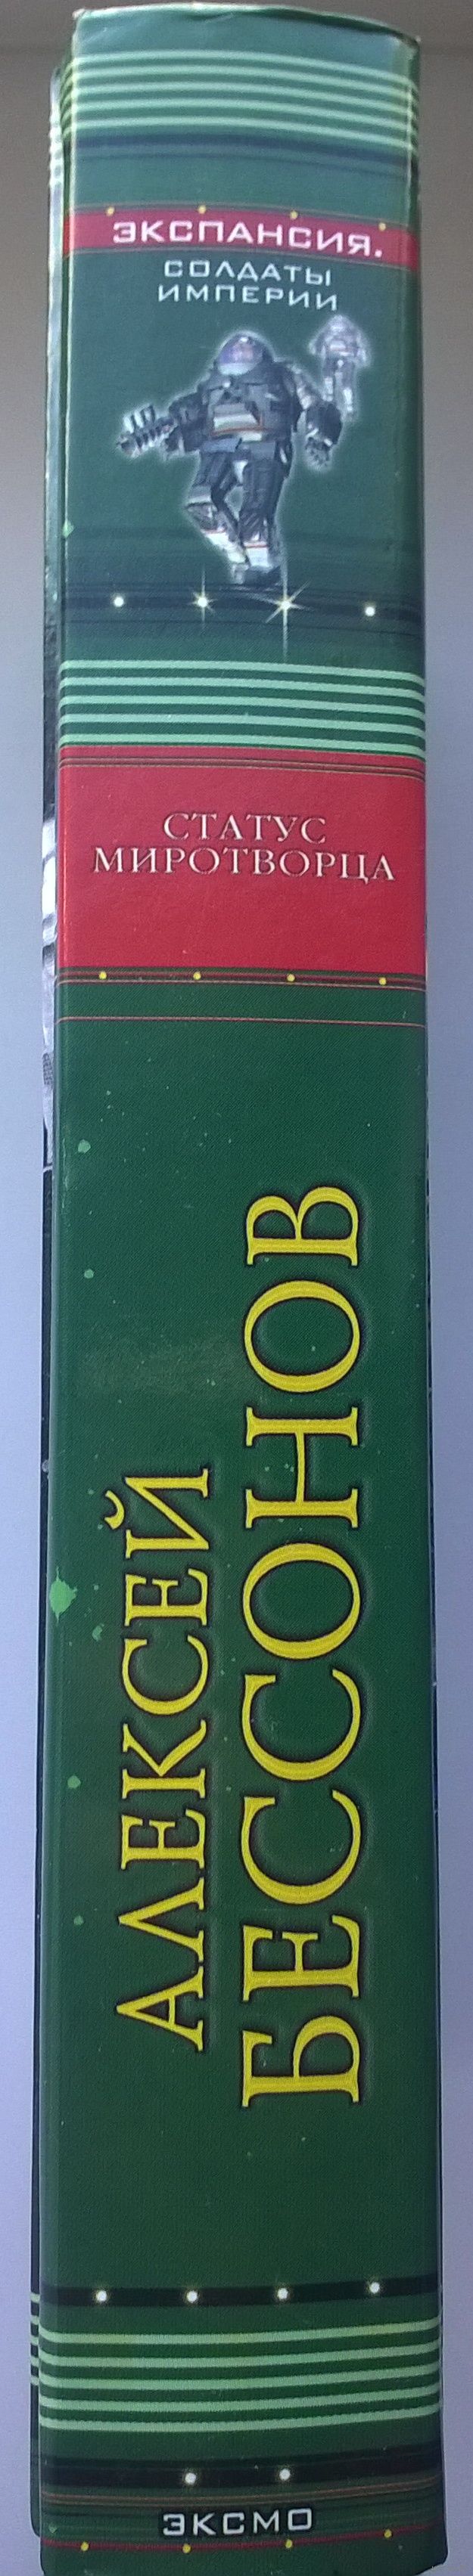 ЭКСПАНСИЯ.
СОЛДАТЫ
ИМПЕРИИ
СТАТУС
МИРОТВОРЦА
АЛЕКСЕЙ
БЕССОНОВ
ЭКСМО